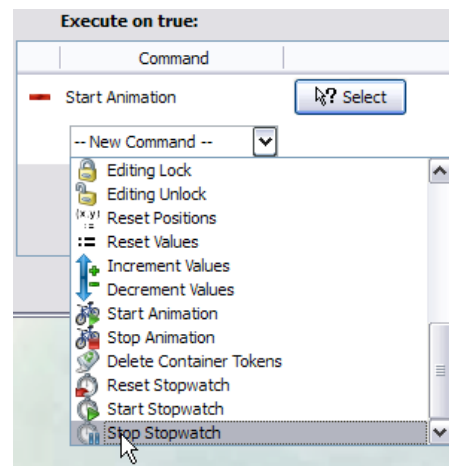 Execute on true:
Command
Start Animation
? Select
-- New Command --
Editing Lock
Editing Unlock
(x,y) := Reset Positions
:= Reset Values
Increment Values
Decrement Values
Start Animation
Stop Animation
Delete Container Tokens
Reset Stopwatch
Start Stopwatch
Stop Stopwatch